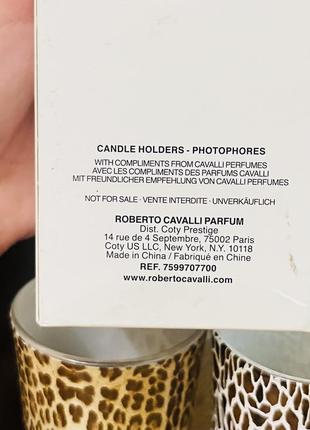 CANDLE HOLDERS - PHOTOPHORES
WITH COMPLIMENTS FROM CAVALLI PERFUMES
AVEC LES COMPLIMENTS DES PARFUMS CAVALLI
MIT FREUNDLICHER EMPFEHLUNG VON CAVALLI PERFUMES
NOT FOR SALE · VENTE INTERDITE · UNVERKÄUFLICH
ROBERTO CAVALLI PARFUM
Dist. Coty Prestige
14 rue de 4 Septembre, 75002 Paris
Coty US LLC, New York, N.Y. 10118
Made in China / Fabriqué en Chine
REF. 7599707700
www.robertocavalli.com